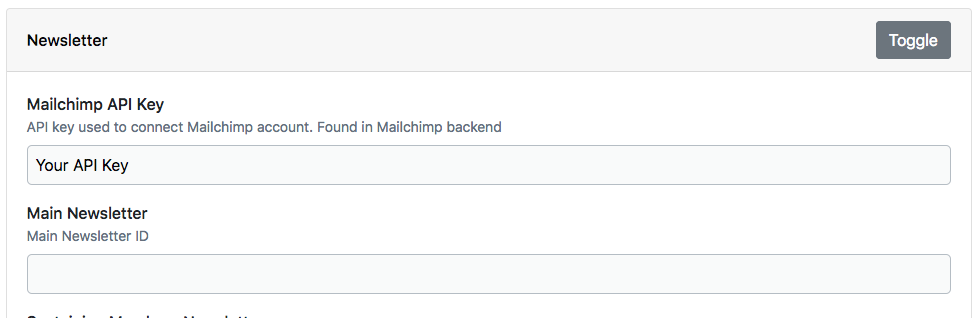 Newsletter
Toggle
Mailchimp API Key
API key used to connect Mailchimp account. Found in Mailchimp backend
Your API Key
Main Newsletter
Main Newsletter ID